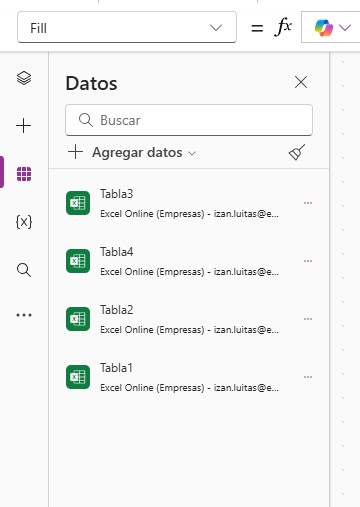 Fill
= fx
Datos
Buscar
Agregar datos
Tabla3
Excel Online (Empresas) - izan.luitas@e...
Tabla4
Excel Online (Empresas) - izan.luitas@e...
{x}
Tabla2
Excel Online (Empresas) - izan.luitas@e...
Tabla1
Excel Online (Empresas) - izan.luitas@e...